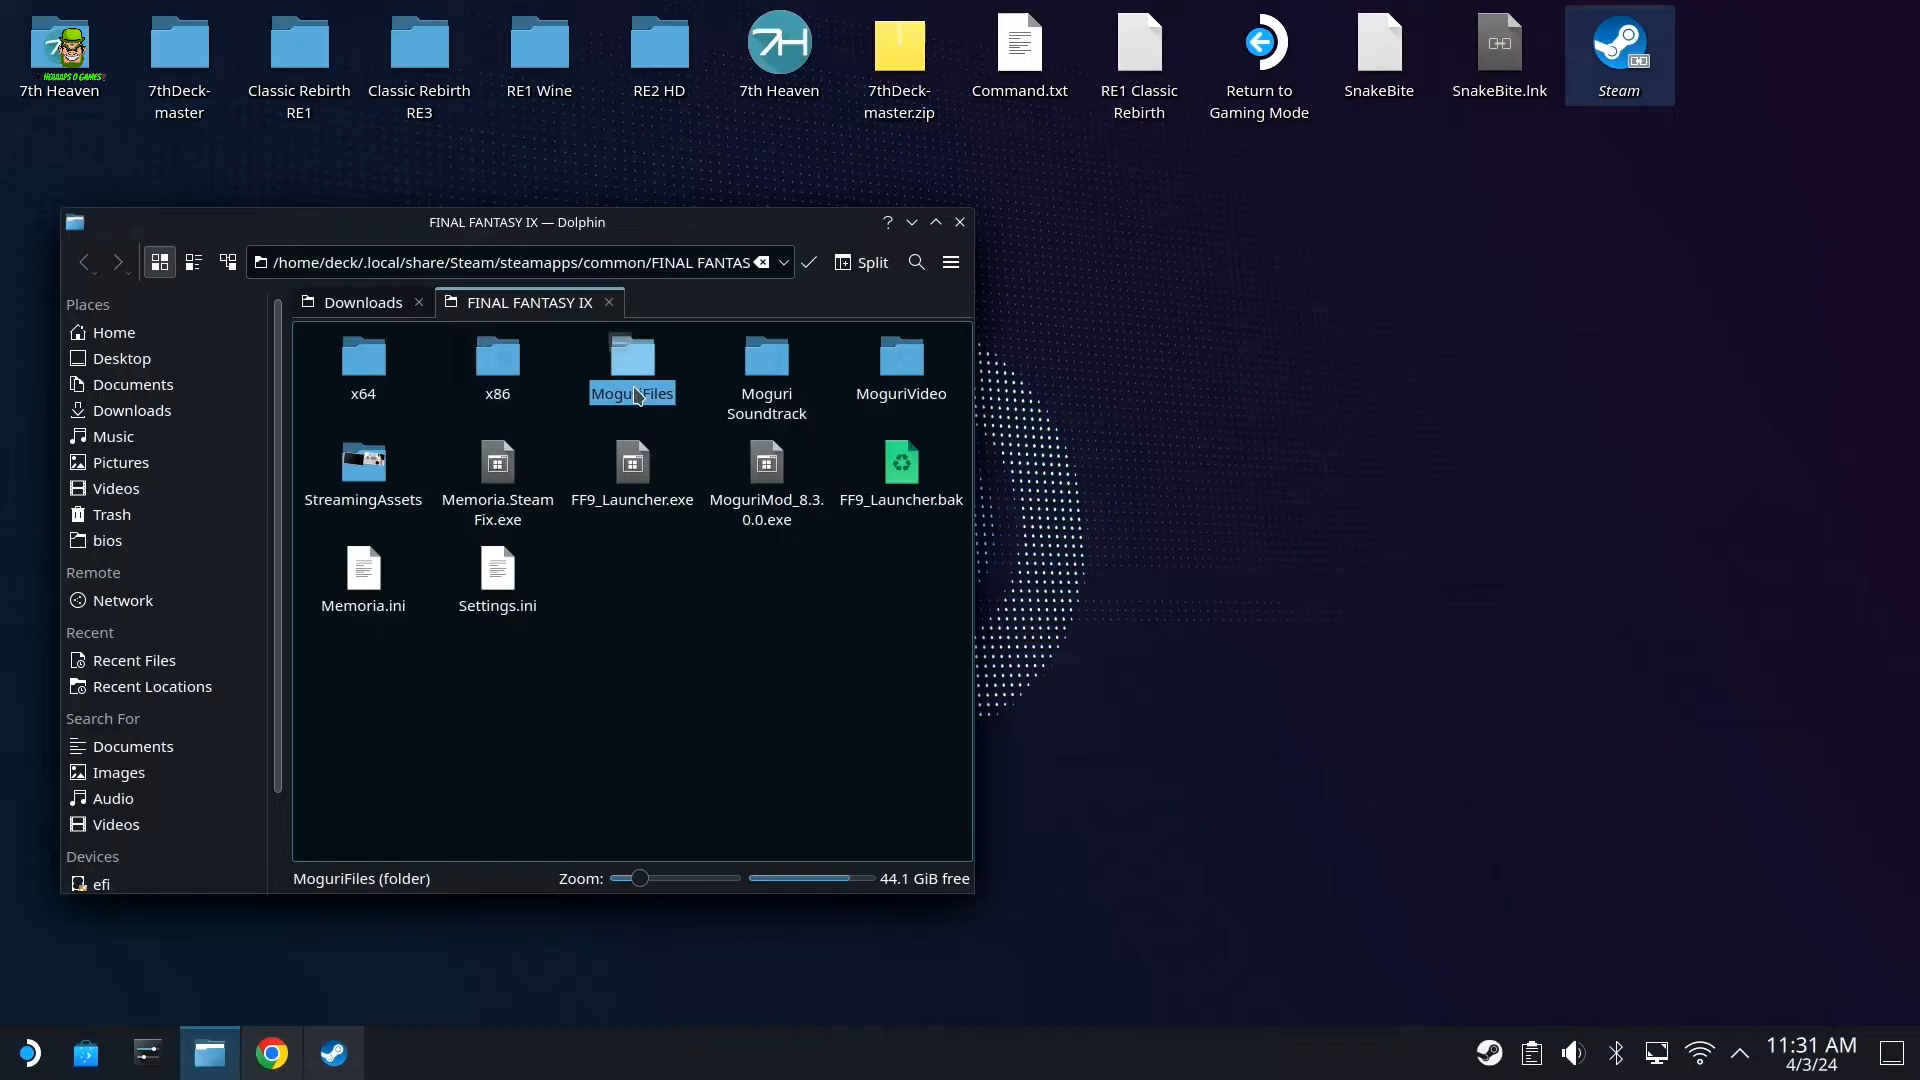 7th Heaven
7thDeck-
master
Classic Rebirth
RE1
Classic Rebirth
RE3
RE1 Wine
RE2 HD
7th Heaven
7thDeck-
master.zip
Command.txt
RE1 Classic
Rebirth
Return to
Gaming Mode
SnakeBite
SnakeBite.lnk
Steam
FINAL FANTASY IX — Dolphin
/home/deck/.local/share/Steam/steamapps/common/FINAL FANTAS
Split
Downloads
FINAL FANTASY IX
Places
Home
Desktop
Documents
Downloads
Music
Pictures
Videos
Trash
bios
Remote
Network
Recent
Recent Files
Recent Locations
Search For
Documents
Images
Audio
Videos
Devices
efi
x64
x86
MoguriFiles
Moguri
Soundtrack
MoguriVideo
StreamingAssets
Memoria.Steam
Fix.exe
FF9_Launcher.exe
MoguriMod_8.3.
0.0.exe
FF9_Launcher.bak
Memoria.ini
Settings.ini
MoguriFiles (folder)
Zoom:
44.1 GiB free
11:31 AM
4/3/24